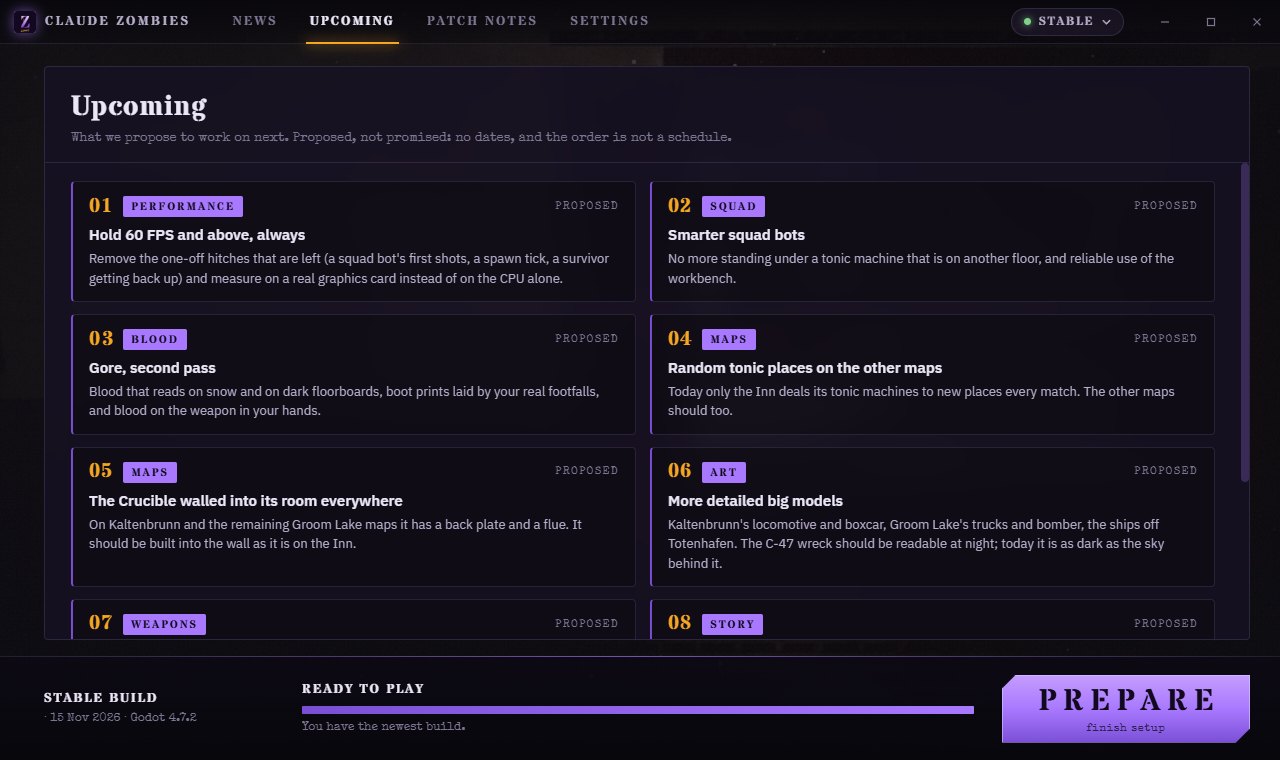 Z CLAUDE ZOMBIES NEWS UPCOMING PATCH NOTES SETTINGS STABLE
Upcoming
What we propose to work on next. Proposed, not promised: no dates, and the order is not a schedule.
01 PERFORMANCE PROPOSED
Hold 60 FPS and above, always
Remove the one-off hitches that are left (a squad bot's first shots, a spawn tick, a survivor
getting back up) and measure on a real graphics card instead of on the CPU alone.
02 SQUAD PROPOSED
Smarter squad bots
No more standing under a tonic machine that is on another floor, and reliable use of the
workbench.
03 BLOOD PROPOSED
Gore, second pass
Blood that reads on snow and on dark floorboards, boot prints laid by your real footfalls,
and blood on the weapon in your hands.
04 MAPS PROPOSED
Random tonic places on the other maps
Today only the Inn deals its tonic machines to new places every match. The other maps
should too.
05 MAPS PROPOSED
The Crucible walled into its room everywhere
On Kaltenbrunn and the remaining Groom Lake maps it has a back plate and a flue. It
should be built into the wall as it is on the Inn.
06 ART PROPOSED
More detailed big models
Kaltenbrunn's locomotive and boxcar, Groom Lake's trucks and bomber, the ships off
Totenhafen. The C-47 wreck should be readable at night; today it is as dark as the sky
behind it.
07 WEAPONS PROPOSED
08 STORY PROPOSED
STABLE BUILD
· 15 Nov 2025 · Godot 4.7.2
READY TO PLAY
You have the newest build.
PREPARE
finish setup